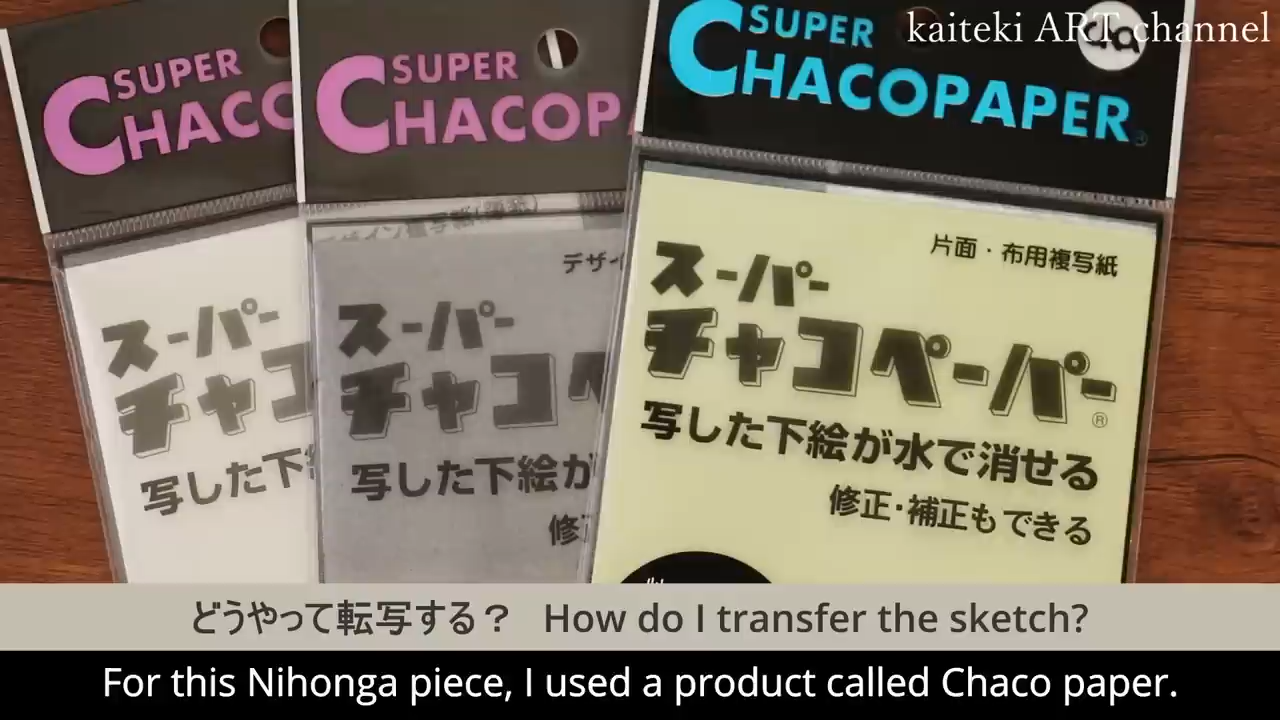 kaiteki ART channel
SUPER
CHACO
SUPER
CHACOPA
SUPER
CHACOPAPER
スーパー
チャコ
写した下
デザイ
スーパー
チャコペ
写した下絵が
修
片面・布用複写紙
スーパー
チャコペーパー®
写した下絵が水で消せる
修正・補正もできる
どうやって転写する？ How do I transfer the sketch?
For this Nihonga piece, I used a product called Chaco paper.